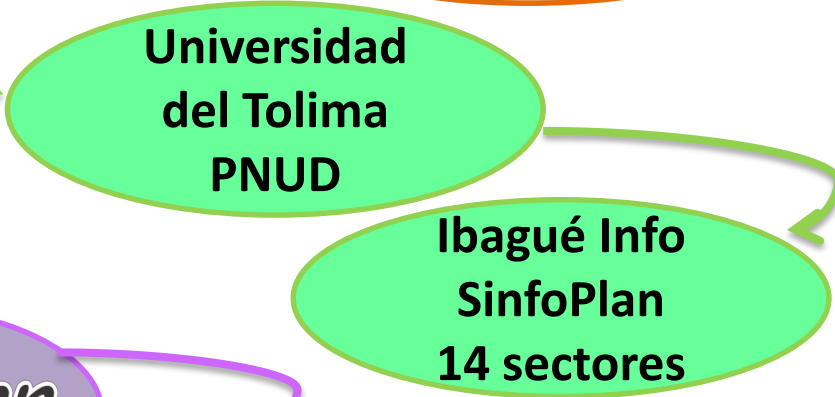 Universidad
del Tolima
PNUD
Ibagué Info
SinfoPlan
14 sectores